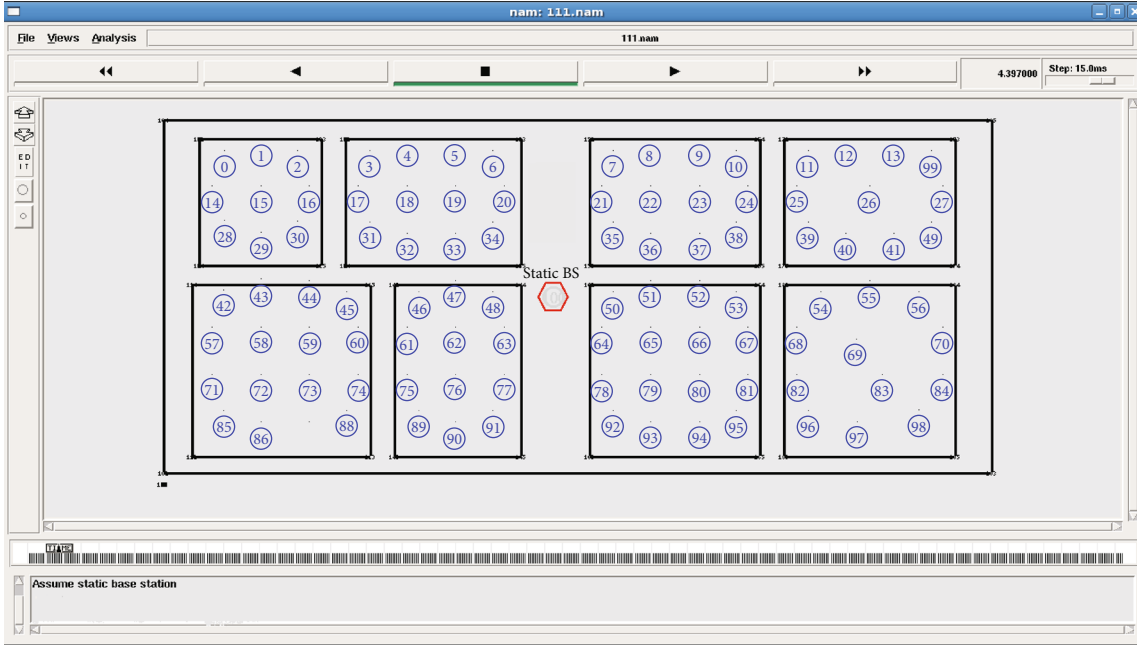 nam: 111.nam
File Views Analysis 111.nam
4.397000 Step: 15.0ms
ED
IT
0 1 2 3 4 5 6 7 8 9 10 11 12 13 99
14 15 16 17 18 19 20 21 22 23 24 25 26 27
28 29 30 31 32 33 34 35 36 37 38 39 40 41 49
Static BS
42 43 44 45 46 47 48 50 51 52 53 54 55 56
57 58 59 60 61 62 63 64 65 66 67 68 69 70
71 72 73 74 75 76 77 78 79 80 81 82 83 84
85 86 88 89 90 91 92 93 94 95 96 97 98
TIME
Assume static base station